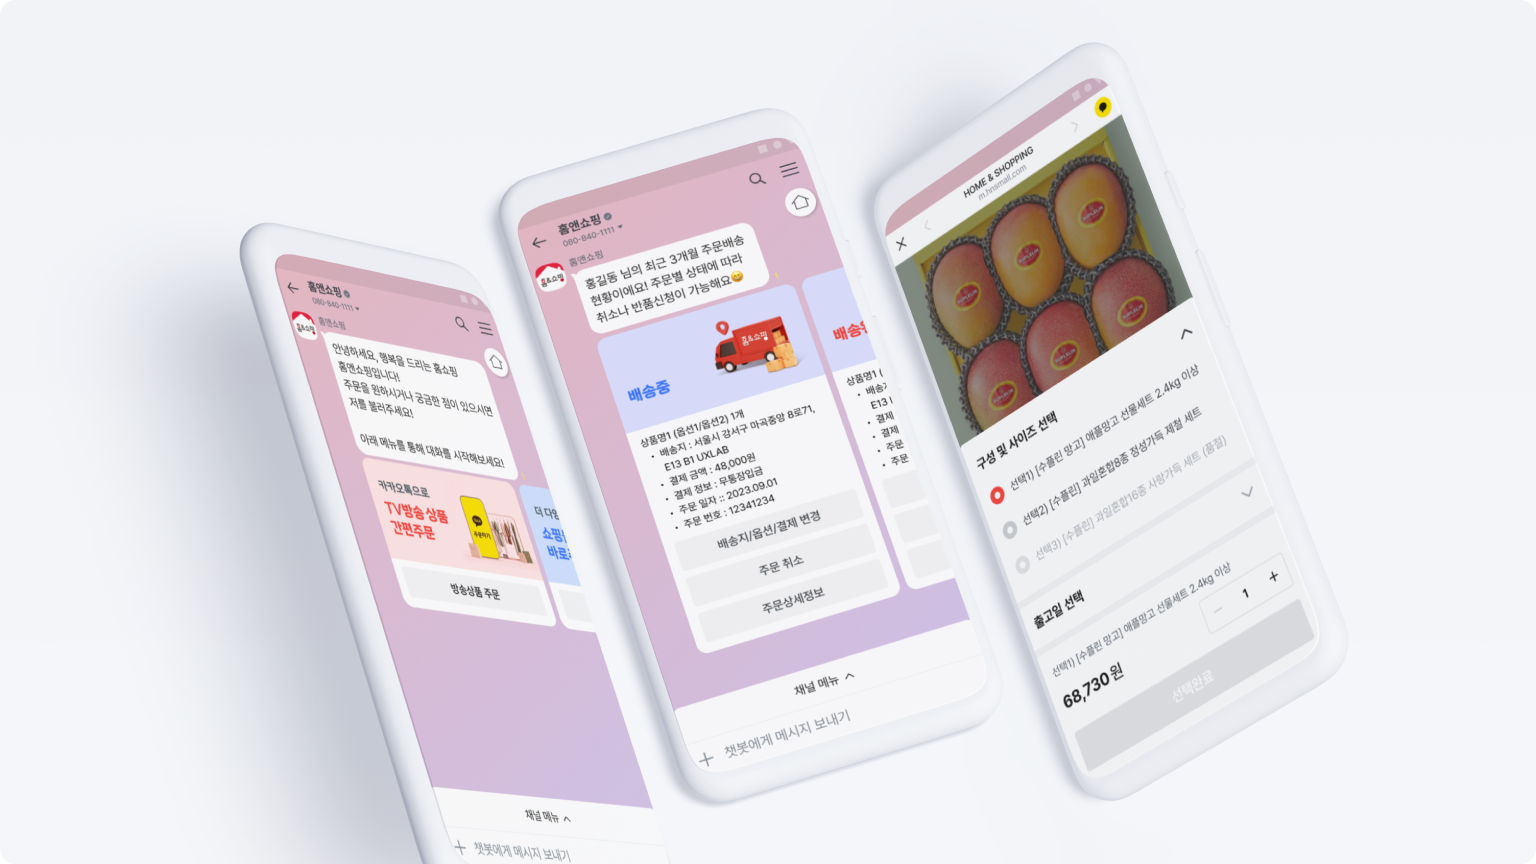 홈앤쇼핑
080-840-1111
홈앤쇼핑
홈&쇼핑
안녕하세요, 행복을 드리는 홈쇼핑
홈앤쇼핑입니다!
주문을 원하시거나 궁금한 점이 있으시면
저를 불러주세요!
아래 메뉴를 통해 대화를 시작해보세요!
카카오톡으로
TV방송 상품
간편주문
주문하기
방송상품 주문
더 다양
쇼핑
바로
채널 메뉴
챗봇에게 메시지 보내기
홈앤쇼핑
080-840-1111
홈앤쇼핑
홈&쇼핑
홍길동 님의 최근 3개월 주문배송
현황이에요! 주문별 상태에 따라
취소나 반품신청이 가능해요😄
홈&쇼핑
배송중
상품명1 (옵션1/옵션2) 1개
• 배송지 : 서울시 강서구 마곡중앙 8로71,
E13 B1 UXLAB
• 결제 금액 : 48,000원
• 결제 정보 : 무통장입금
• 주문 일자 :: 2023.09.01
• 주문 번호 : 12341234
배송지/옵션/결제 변경
주문 취소
주문상세정보
배송완
상품명1 (
• 배송지
E13 
• 결제
• 결제
• 주문
• 주문
채널 메뉴
챗봇에게 메시지 보내기
HOME & SHOPPING
m.hnsmall.com
구성 및 사이즈 선택
선택1) [수플린 망고] 애플망고 선물세트 2.4kg 이상
선택2) [수플린] 과일혼합8종 정성가득 제철 세트
선택3) [수플린] 과일혼합16종 사랑가득 세트 (품절)
출고일 선택
선택1) [수플린 망고] 애플망고 선물세트 2.4kg 이상
1
68,730원
선택완료